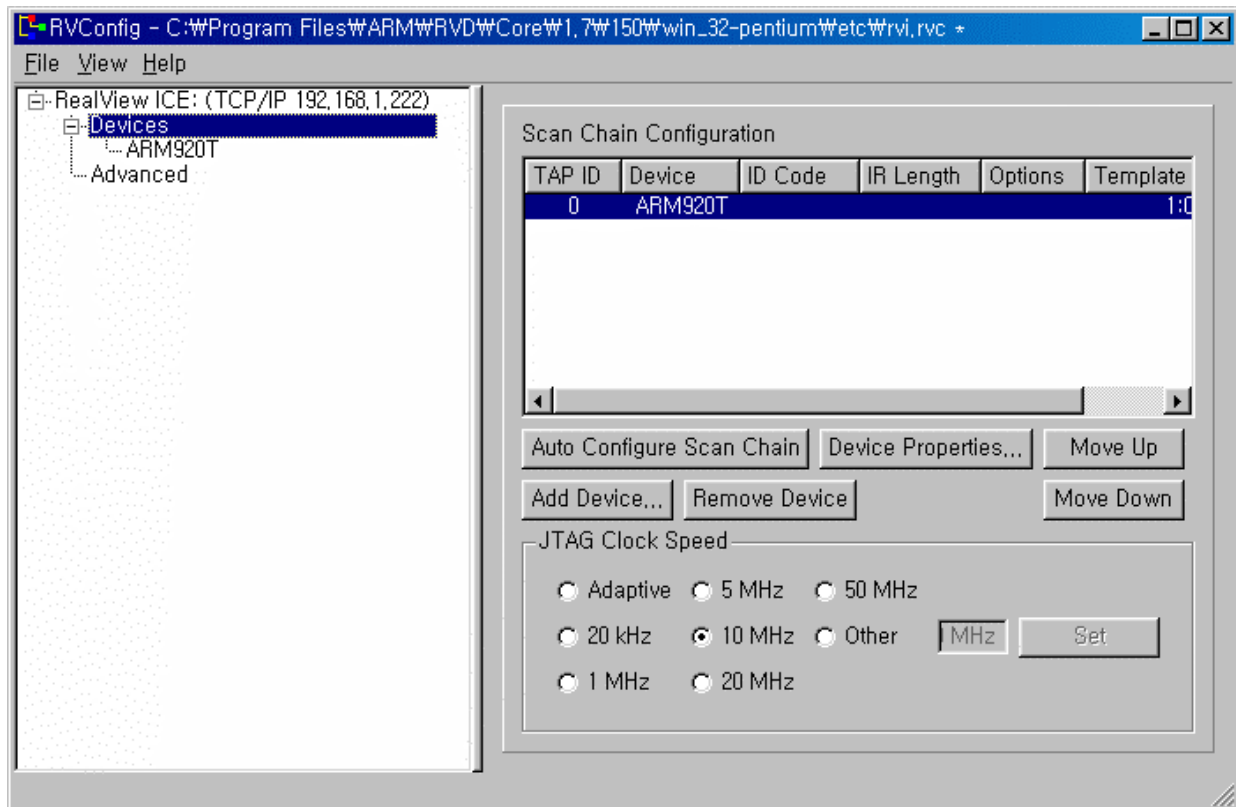 RVConfig - C:₩Program Files₩ARM₩RVD₩Core₩1,7₩150₩win_32-pentium₩etc₩rvi,rvc *
File View Help
RealView ICE: (TCP/IP 192,168,1,222)
Devices
ARM920T
Advanced
Scan Chain Configuration
TAP ID Device ID Code IR Length Options Template
0 ARM920T 1:0
Auto Configure Scan Chain Device Properties,,, Move Up
Add Device,,, Remove Device Move Down
JTAG Clock Speed
Adaptive 5 MHz 50 MHz
20 kHz 10 MHz Other MHz Set
1 MHz 20 MHz